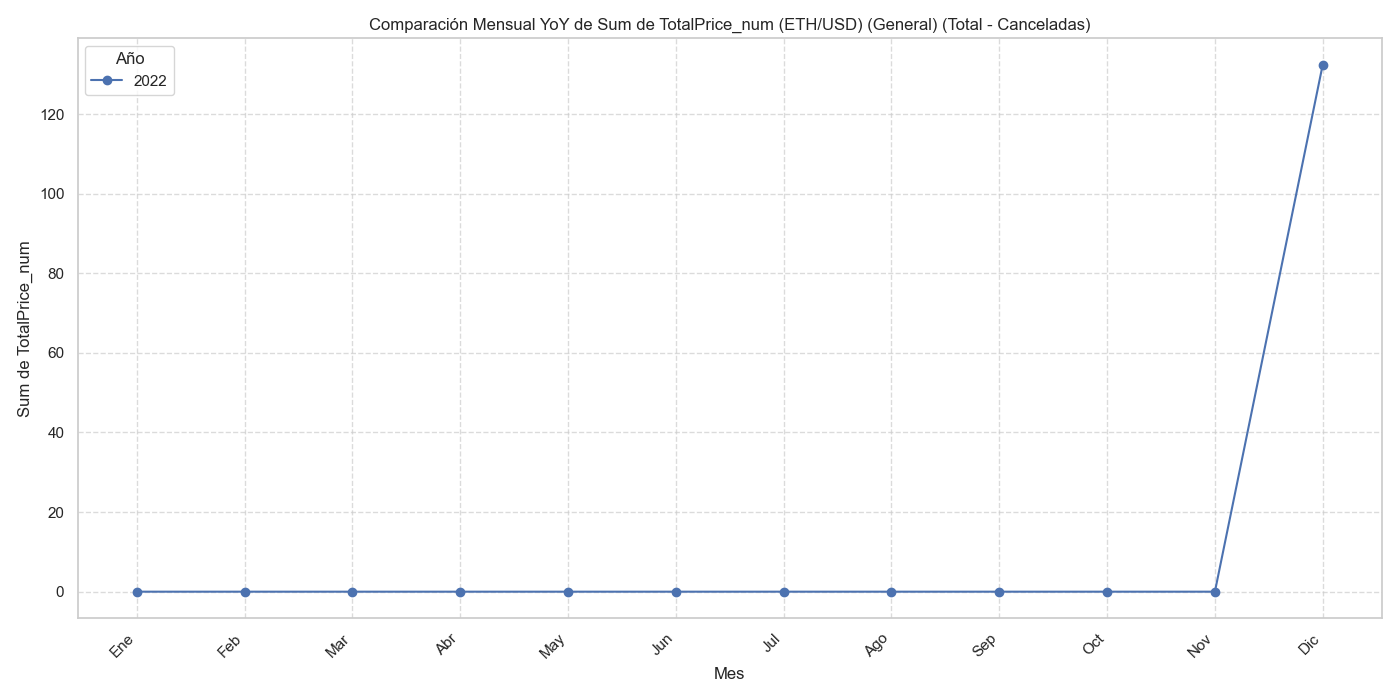 Comparación Mensual YoY de Sum de TotalPrice_num (ETH/USD) (General) (Total - Canceladas)
Año
2022
Sum de TotalPrice_num
120
100
80
60
40
20
0
Ene
Feb
Mar
Abr
May
Jun
Jul
Ago
Sep
Oct
Nov
Dic
Mes